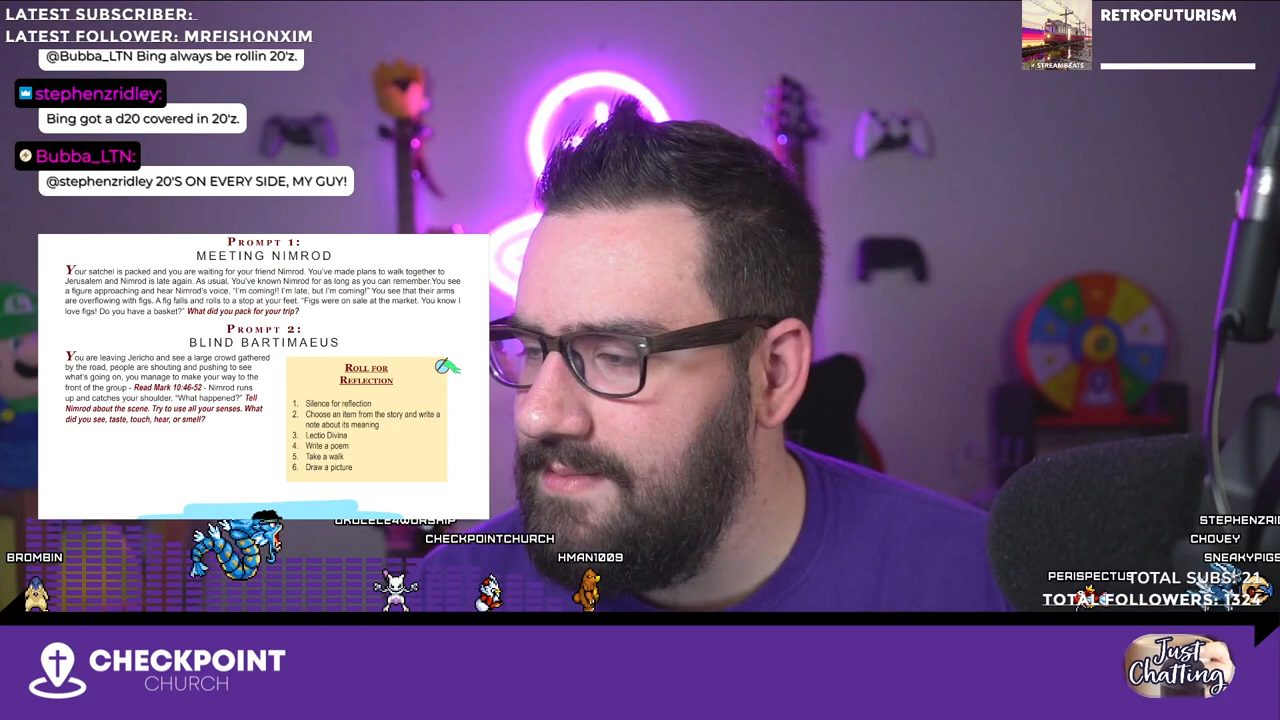 LATEST SUBSCRIBER:
LATEST FOLLOWER: MRFISHONXIM
@Bubba_LTN Bing always be rollin 20'z.
stephenzridley:
Bing got a d20 covered in 20'z.
Bubba_LTN:
@stephenzridley 20'S ON EVERY SIDE, MY GUY!
RETROFUTURISM
STREAMBEATS
PROMPT 1:
MEETING NIMROD
Your satchel is packed and you are waiting for your friend Nimrod. You've made plans to walk together to
Jerusalem and Nimrod is late again. As usual. You've known Nimrod for as long as you can remember.You see
a figure approaching and hear Nimrod's voice, "I'm coming!! I'm late, but I'm coming!" You see that their arms
are overflowing with figs. A fig falls and rolls to a stop at your feet. "Figs were on sale at the market. You know I
love figs! Do you have a basket?" What did you pack for your trip?
PROMPT 2:
BLIND BARTIMAEUS
You are leaving Jericho and see a large crowd gathered
by the road, people are shouting and pushing to see
what's going on, you manage to make your way to the
front of the group - Read Mark 10:46-52 - Nimrod runs
up and catches your shoulder, "What happened?" Tell
Nimrod about the scene. Try to use all your senses. What
did you see, taste, touch, hear, or smell?
ROLL FOR
REFLECTION
1. Silence for reflection
2. Choose an item from the story and write a
note about its meaning
3. Lectio Divina
4. Write a poem
5. Take a walk
6. Draw a picture
UKULELE4WORSHIP
CHECKPOINTCHURCH
BROMBIN
HMAN1009
STEPHENZRID
CHOVEY
SNEAKYPIGS
PERISPECTUS
TOTAL SUBS: 21
TOTAL FOLLOWERS: 1324
CHECKPOINT
CHURCH
Just
Chatting